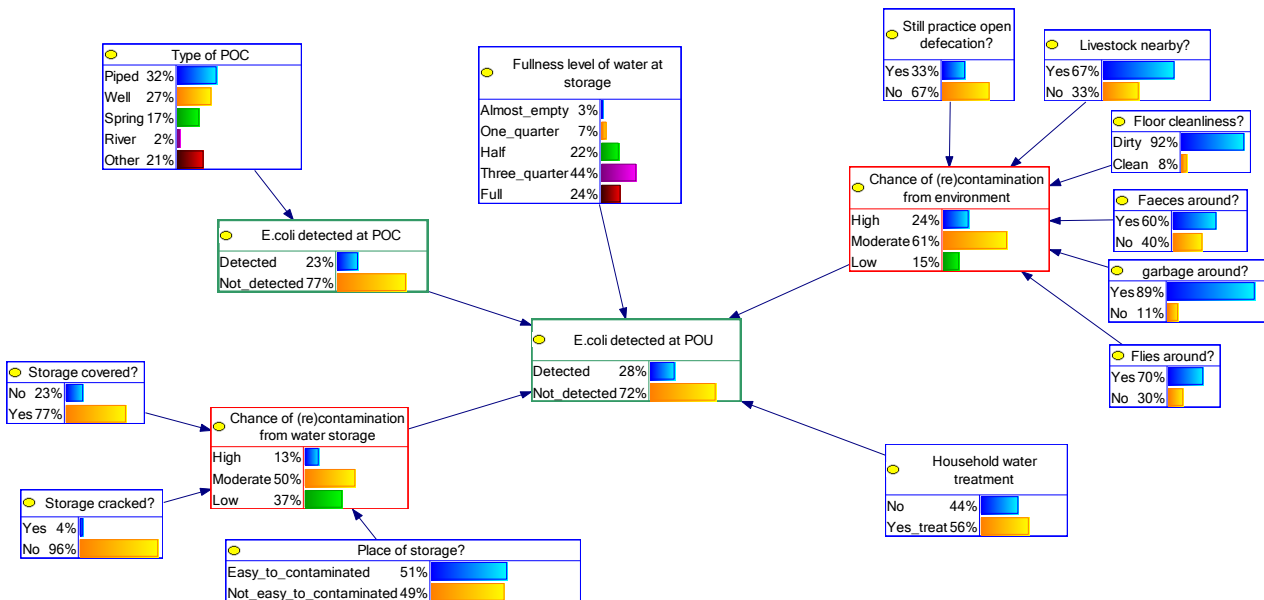 Type of POC
Piped 32%
Well 27%
Spring 17%
River 2%
Other 21%
Fullness level of water at
storage
Almost_empty 3%
One_quarter 7%
Half 22%
Three_quarter 44%
Full 24%
Still practice open
defecation?
Yes 33%
No 67%
Livestock nearby?
Yes 67%
No 33%
Floor cleanliness?
Dirty 92%
Clean 8%
Chance of (re)contamination
from environment
High 24%
Moderate 61%
Low 15%
Faeces around?
Yes 60%
No 40%
garbage around?
Yes 89%
No 11%
Flies around?
Yes 70%
No 30%
E.coli detected at POC
Detected 23%
Not_detected 77%
E.coli detected at POU
Detected 28%
Not_detected 72%
Storage covered?
No 23%
Yes 77%
Chance of (re)contamination
from water storage
High 13%
Moderate 50%
Low 37%
Storage cracked?
Yes 4%
No 96%
Place of storage?
Easy_to_contaminated 51%
Not_easy_to_contaminated 49%
Household water
treatment
No 44%
Yes_treat 56%